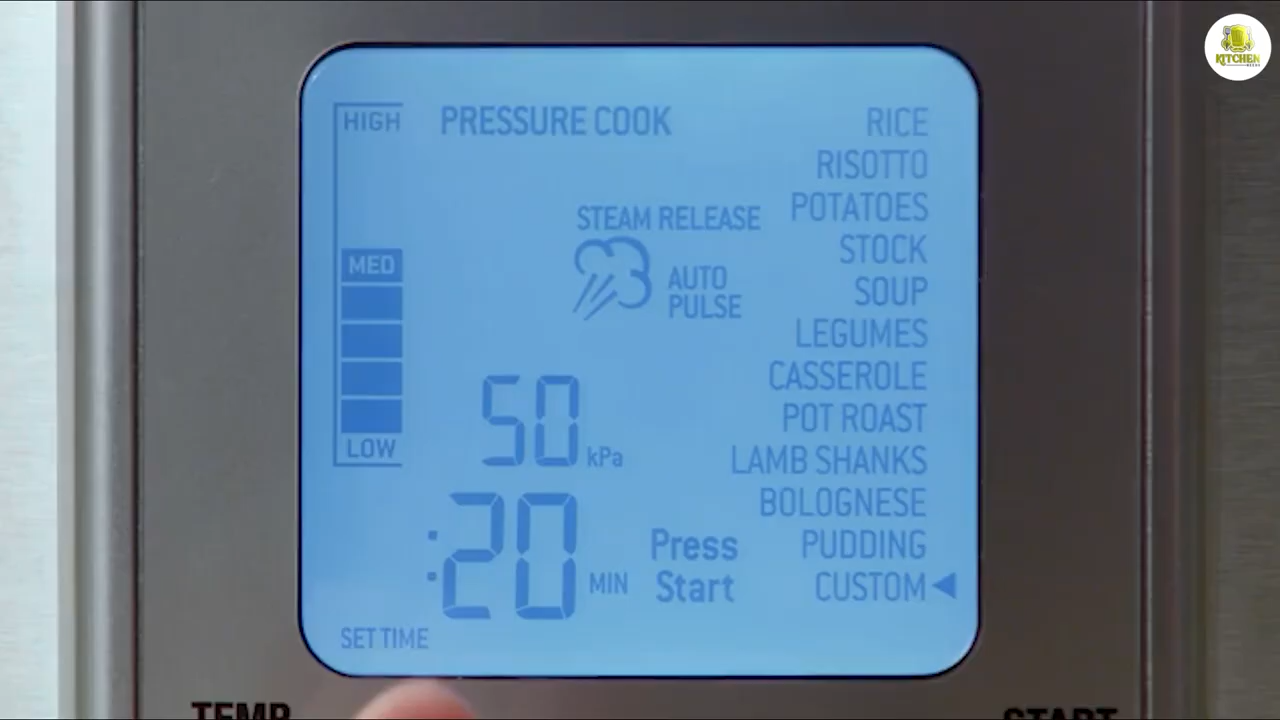 KITCHEN
HIGH
PRESSURE COOK
RICE
RISOTTO
STEAM RELEASE
POTATOES
STOCK
MED
AUTO
PULSE
SOUP
LEGUMES
CASSEROLE
50 kPa
POT ROAST
LOW
LAMB SHANKS
BOLOGNESE
:20 MIN
Press
Start
PUDDING
CUSTOM
SET TIME
TEMP
START